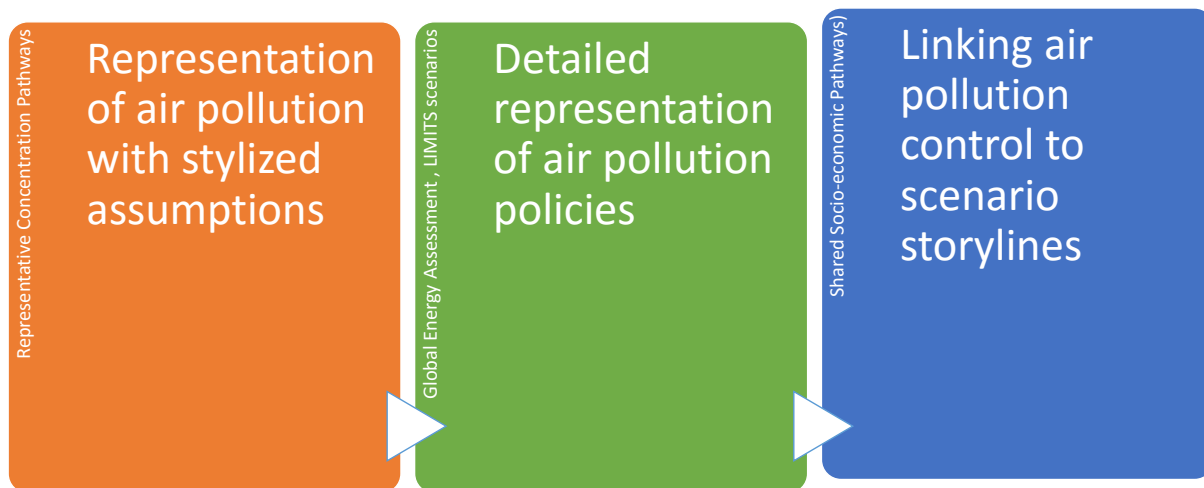 Representative Concentration Pathways
Representation
of air pollution
with stylized
assumptions
Global Energy Assessment , LIMITS scenarios
Detailed
representation
of air pollution
policies
Shared Socio-economic Pathways)
Linking air
pollution
control to
scenario
storylines